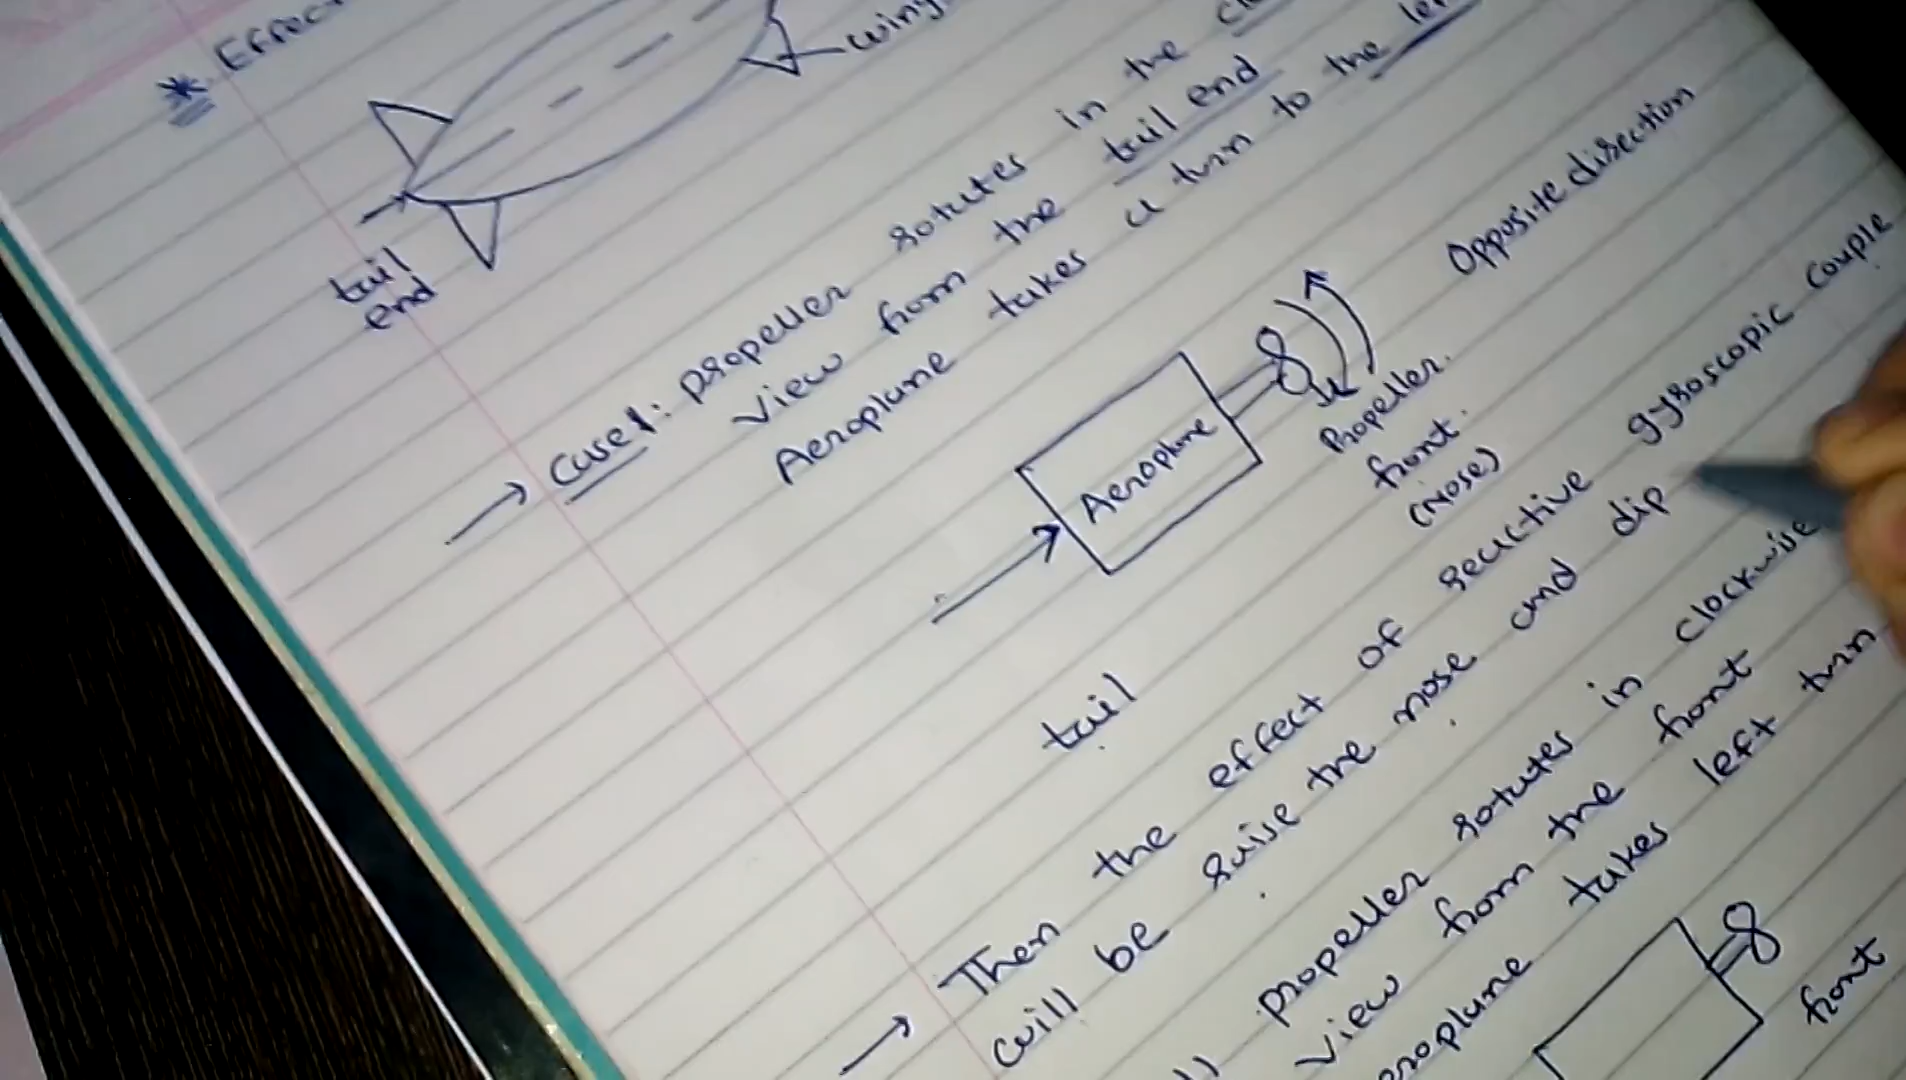 * Effect
wing
tail
end
→ Case1: propeller rotates in the
view from the tail end
Aeroplane takes a turn to the
Opposite direction
Aeroplane
Propeller.
front.
(Nose)
tail
→ Then the effect of reactive gyroscopic couple
will be raise the nose and dip
propeller rotates in clockwise
view from the front
takes left turn
front